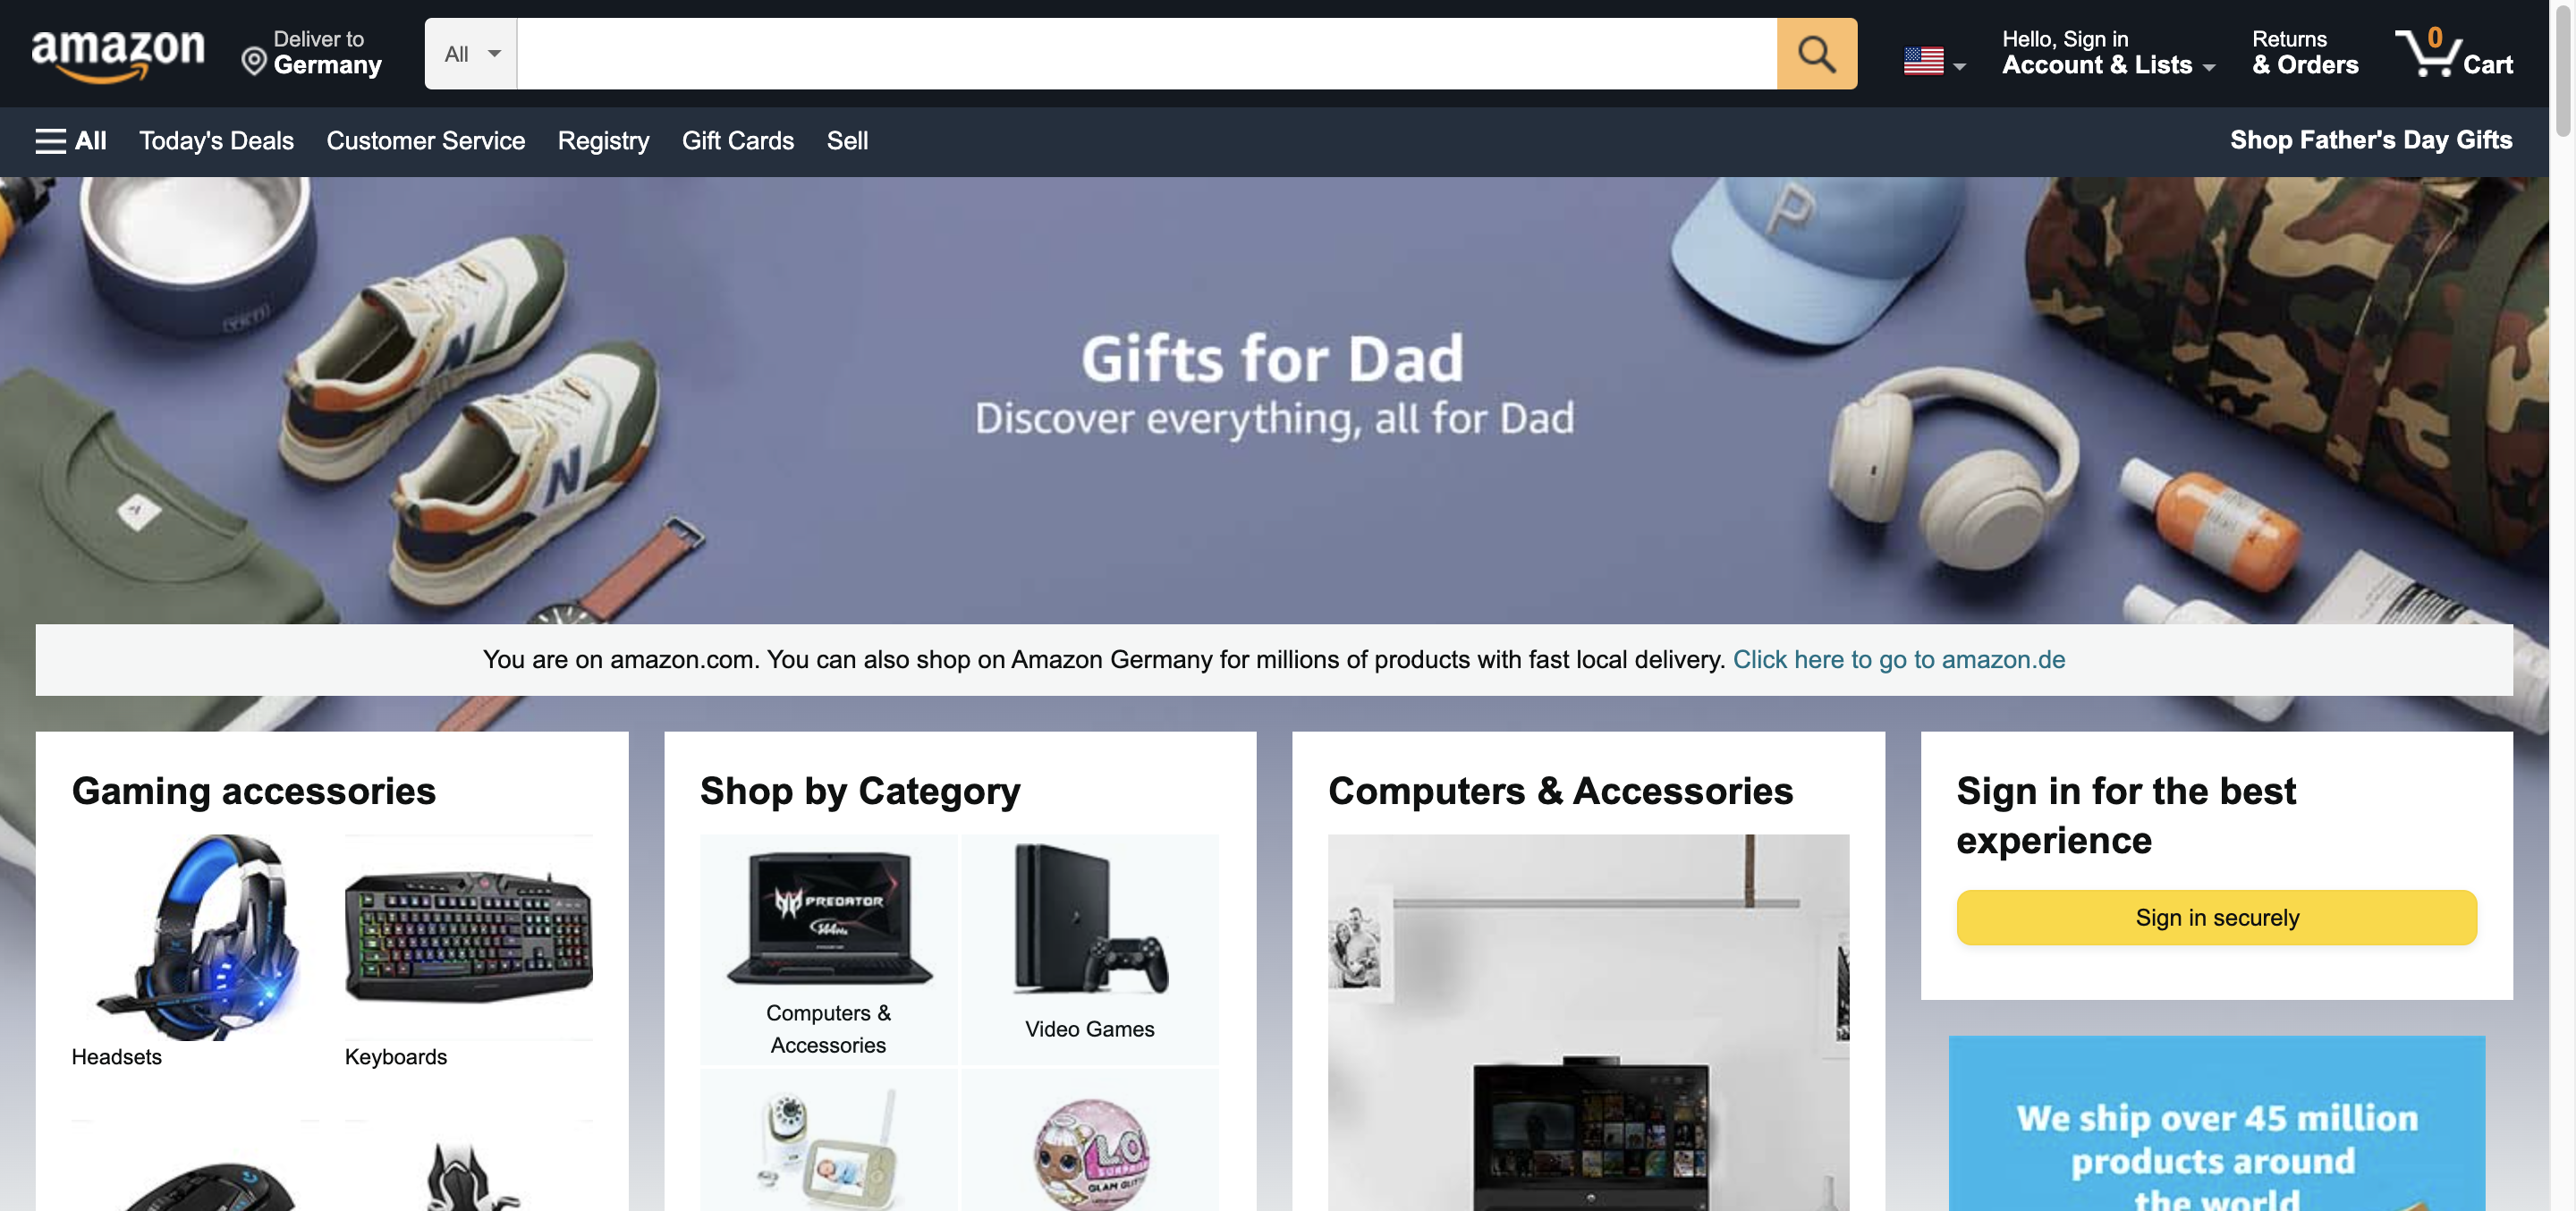 amazon
Deliver to
Germany
All
Hello, Sign in
Account & Lists
Returns
& Orders
0
Cart
All
Today's Deals
Customer Service
Registry
Gift Cards
Sell
Shop Father's Day Gifts
P
YETI
N
N
Gifts for Dad
Discover everything, all for Dad
You are on amazon.com. You can also shop on Amazon Germany for millions of products with fast local delivery. Click here to go to amazon.de
Gaming accessories
Headsets
Keyboards
Shop by Category
PREDATOR
Computers &
Accessories
Video Games
L.O.L
SURPRISE
Computers & Accessories
Sign in for the best
experience
Sign in securely
We ship over 45 million
products around
the world